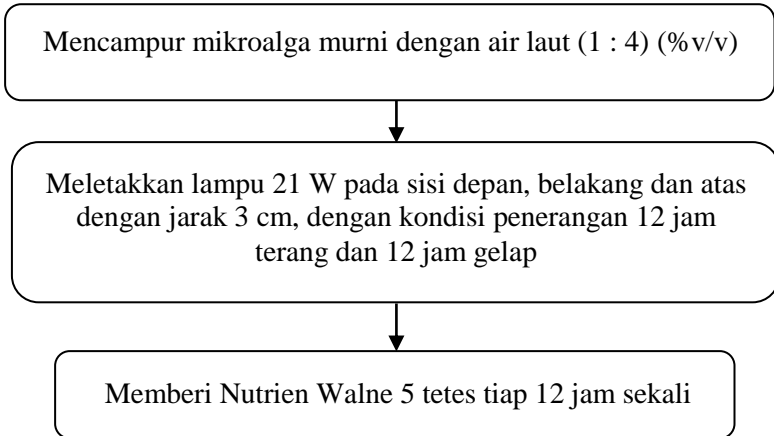 Mencampur mikroalga murni dengan air laut (1 : 4) (%v/v)
Meletakkan lampu 21 W pada sisi depan, belakang dan atas
dengan jarak 3 cm, dengan kondisi penerangan 12 jam
terang dan 12 jam gelap
Memberi Nutrien Walne 5 tetes tiap 12 jam sekali